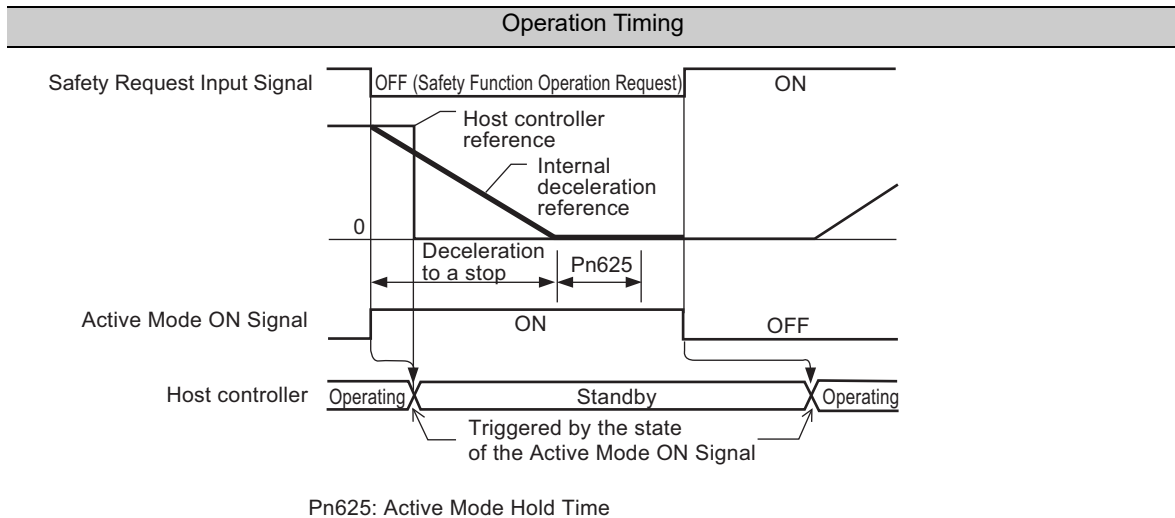 Operation Timing
Safety Request Input Signal
OFF (Safety Function Operation Request)
ON
Host controller
reference
Internal
deceleration
reference
0
Deceleration
to a stop
Pn625
Active Mode ON Signal
ON
OFF
Host controller
Operating
Standby
Operating
Triggered by the state
of the Active Mode ON Signal
Pn625: Active Mode Hold Time